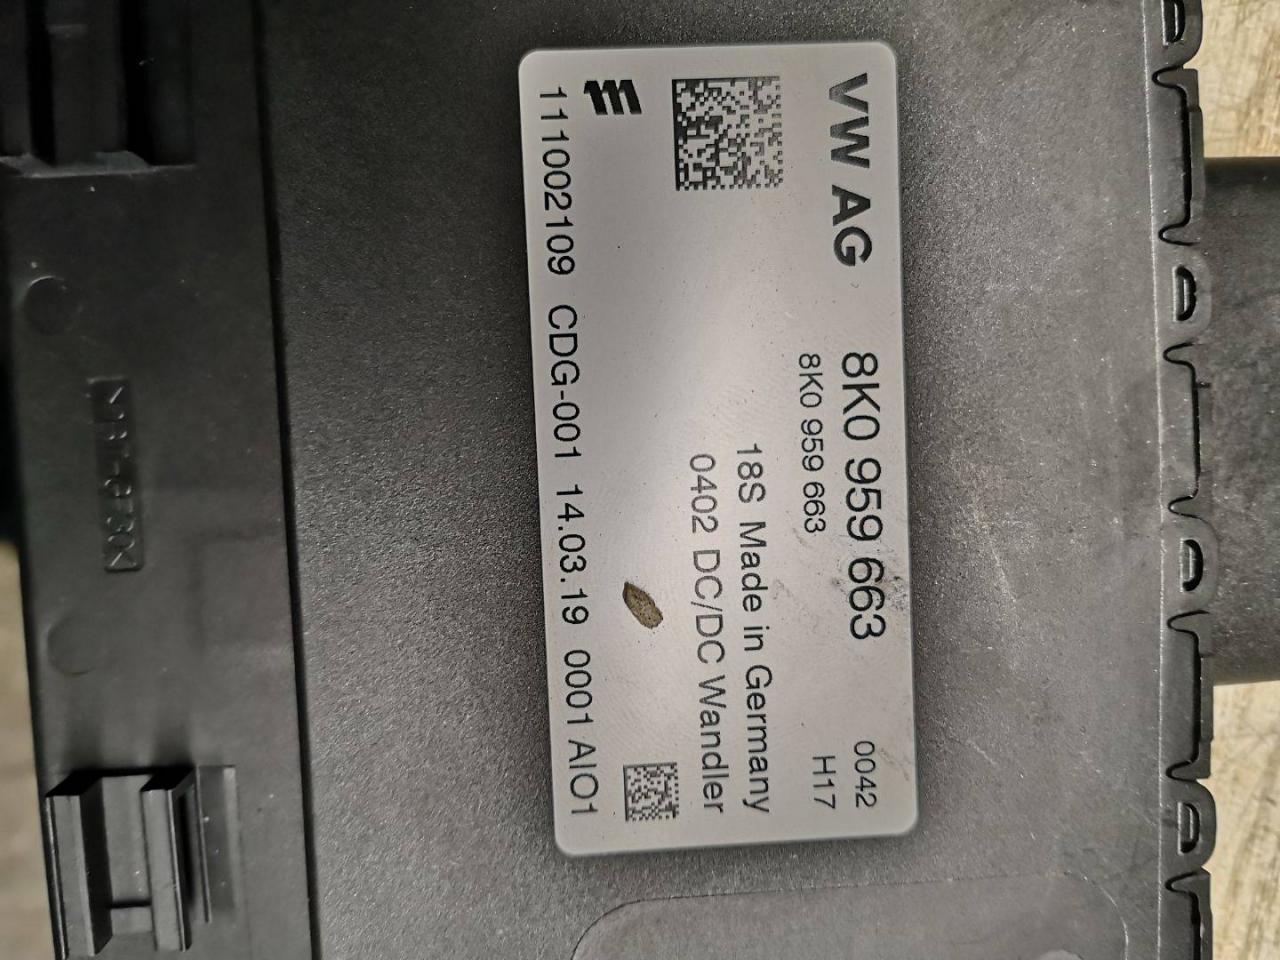 VW AG 8K0 959 663 0042
8K0 959 663 H17
18S Made in Germany
0402 DC/DC Wandler
111002109 CDG-001 14.03.19 0001 AIO1